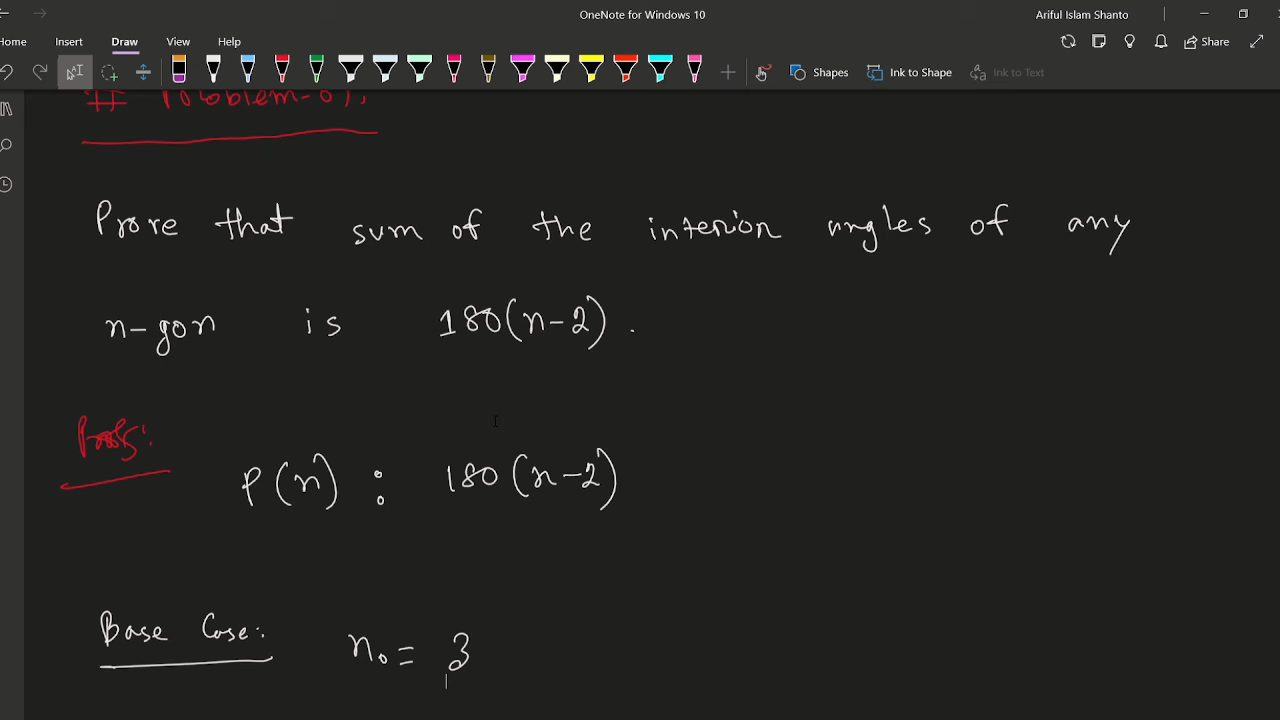 OneNote for Windows 10
Ariful Islam Shanto
Home Insert Draw View Help
Share
Shapes Ink to Shape Ink to Text
# Problem-01:
Prove that sum of the interior angles of any
n-gon is 180(n-2).
Proof:
P(n) : 180(n-2)
Base Case: n₀ = 3